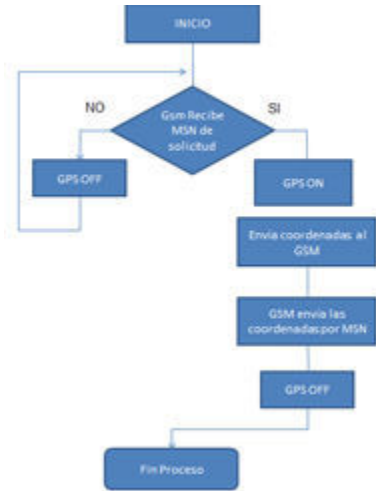 INICIO
NO
Gsm Recibe
MSN de
solicitud
SI
GPS OFF
GPS ON
Envia coordenadas al
GSM
GSM envia las
coordenadas por MSN
GPS OFF
Fin Proceso